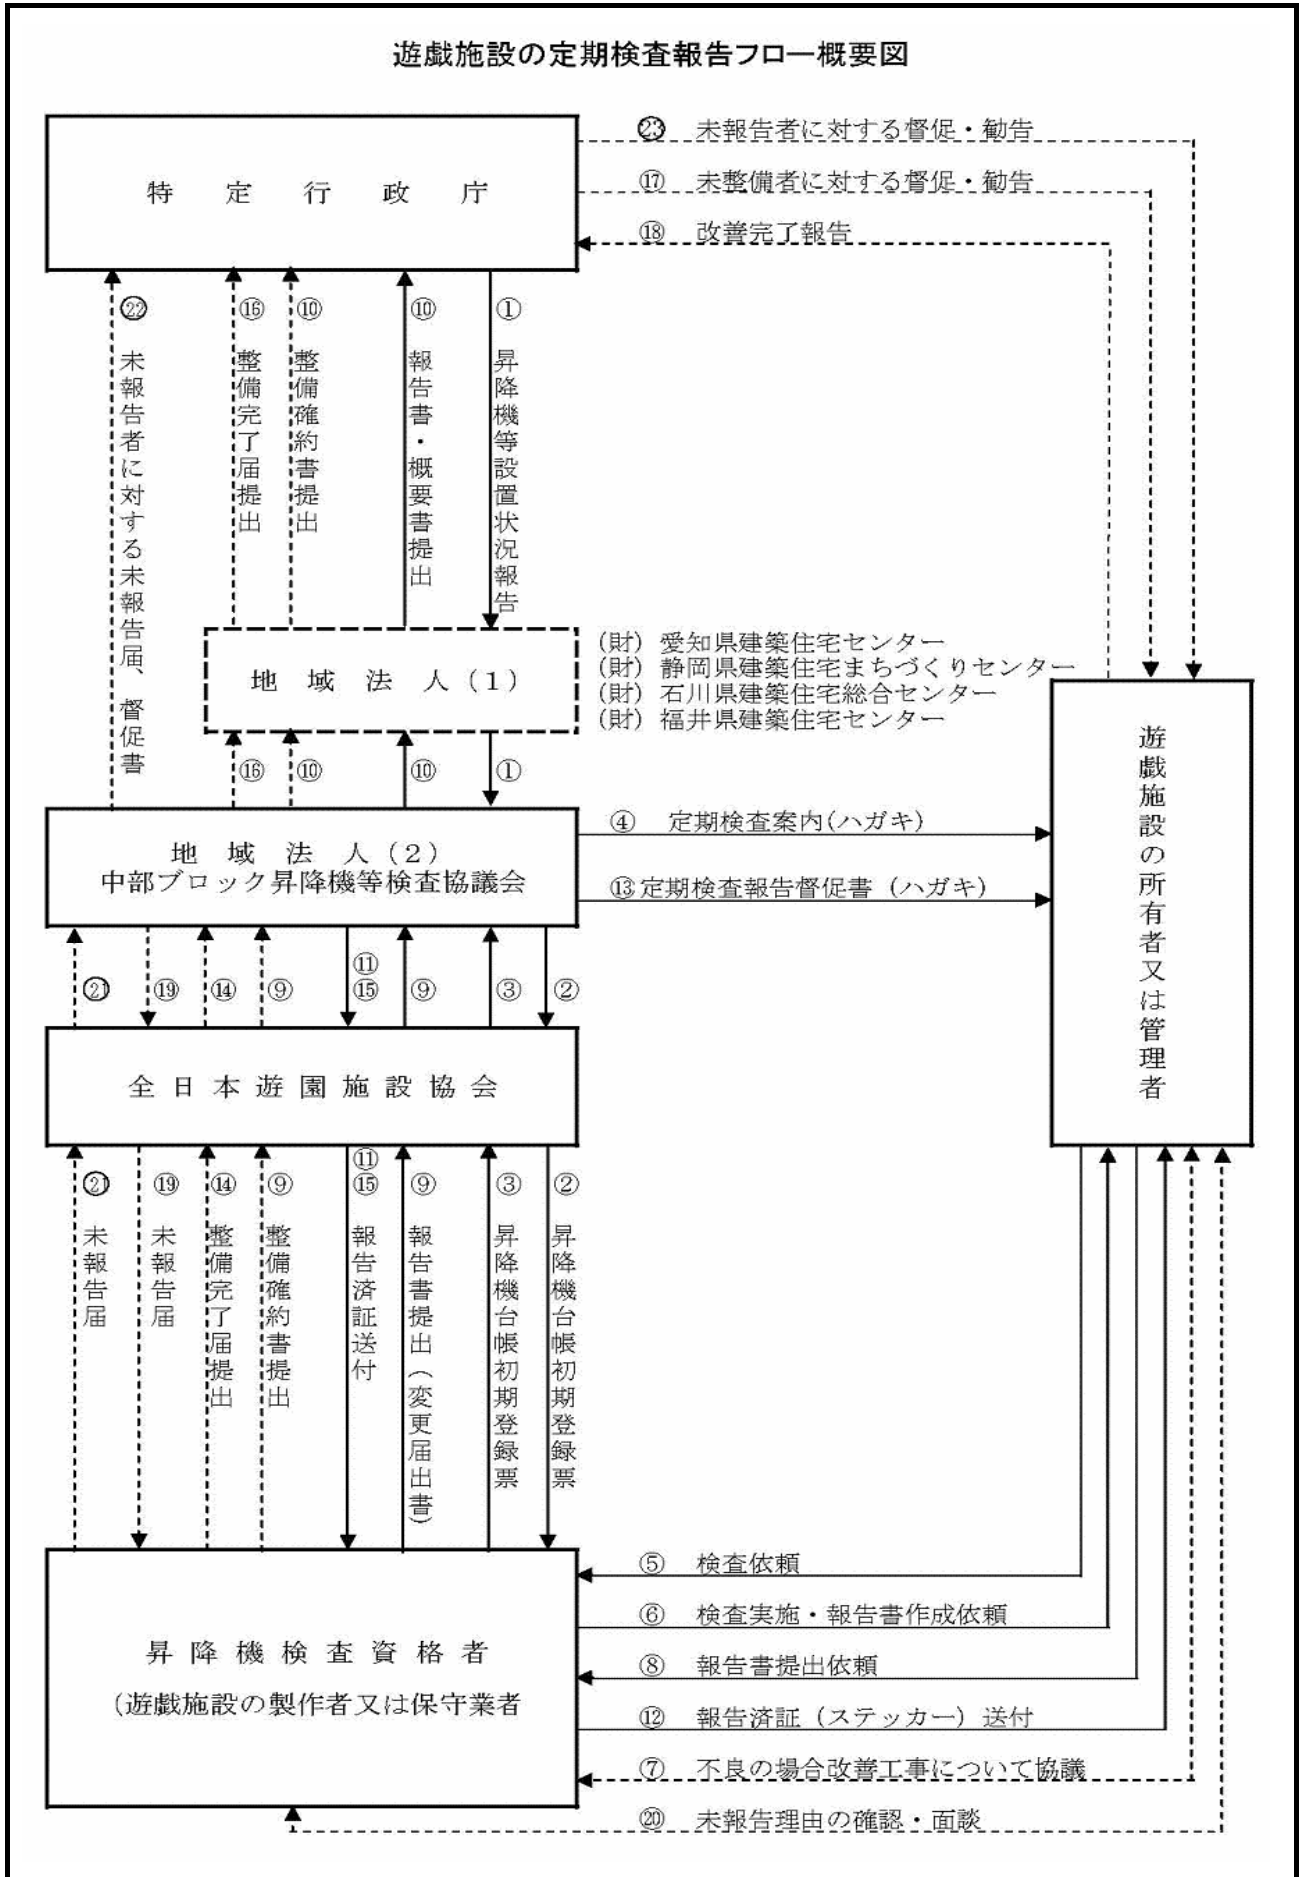 遊戯施設の定期検査報告フロー概要図
特定行政庁
㉓ 未報告者に対する督促・勧告
⑰ 未整備者に対する督促・勧告
⑱ 改善完了報告
㉒ 未報告者に対する未報告届、督促書
⑯ 整備完了届提出
⑩ 整備確約書提出
⑩ 報告書・概要書提出
① 昇降機等設置状況報告
地域法人(1)
(財) 愛知県建築住宅センター
(財) 静岡県建築住宅まちづくりセンター
(財) 石川県建築住宅総合センター
(財) 福井県建築住宅センター
⑯ ⑩ ⑩ ①
地域法人(2)
中部ブロック昇降機等検査協議会
④ 定期検査案内(ハガキ)
⑬定期検査報告督促書(ハガキ)
遊戯施設の所有者又は管理者
⑪
㉑ ⑲ ⑭ ⑨ ⑮ ⑨ ③ ②
全日本遊園施設協会
㉑ 未報告届
⑲ 未報告届
⑭ 整備完了届提出
⑨ 整備確約書提出
⑪
⑮ 報告済証送付
⑨ 報告書提出(変更届出書)
③ 昇降機台帳初期登録票
② 昇降機台帳初期登録票
昇降機検査資格者
(遊戯施設の製作者又は保守業者
⑤ 検査依頼
⑥ 検査実施・報告書作成依頼
⑧ 報告書提出依頼
⑫ 報告済証(ステッカー)送付
⑦ 不良の場合改善工事について協議
⑳ 未報告理由の確認・面談